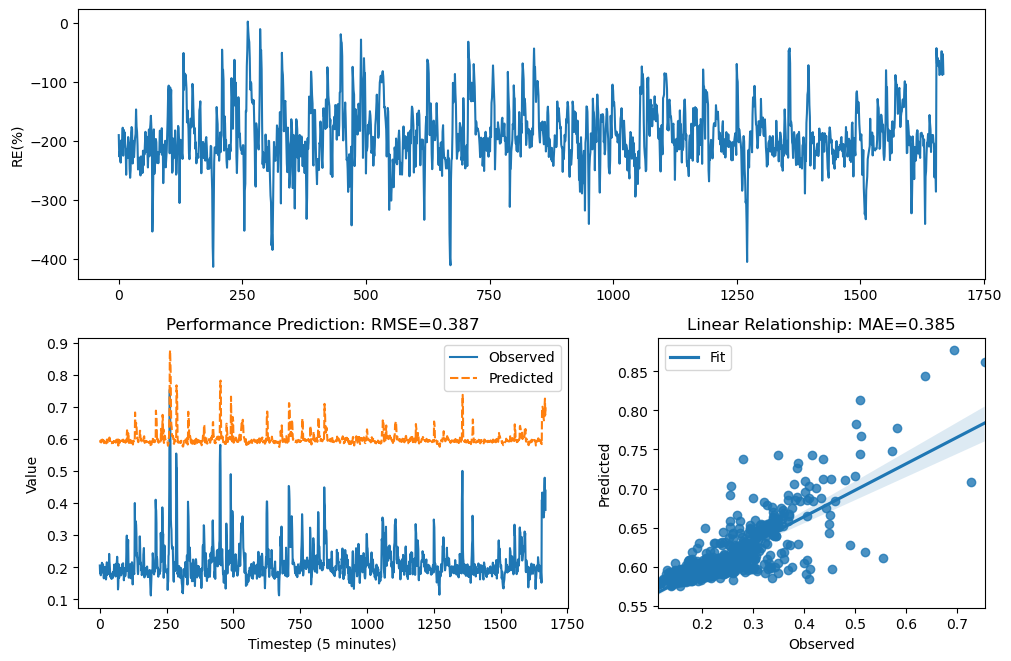 RE(%)
0
−100
−200
−300
−400
0 250 500 750 1000 1250 1500 1750
Performance Prediction: RMSE=0.387
Value
0.9
0.8
0.7
0.6
0.5
0.4
0.3
0.2
0.1
Observed
Predicted
0 250 500 750 1000 1250 1500 1750
Timestep (5 minutes)
Linear Relationship: MAE=0.385
Predicted
Fit
0.85
0.80
0.75
0.70
0.65
0.60
0.55
0.2 0.3 0.4 0.5 0.6 0.7
Observed